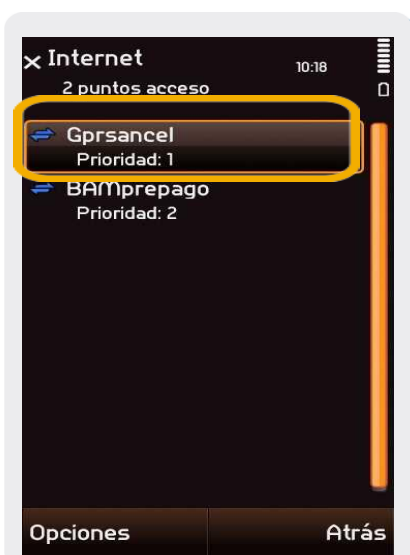 Internet
10:18
2 puntos acceso
Gprsancel
Prioridad: 1
BAMprepago
Prioridad: 2
Opciones
Atrás